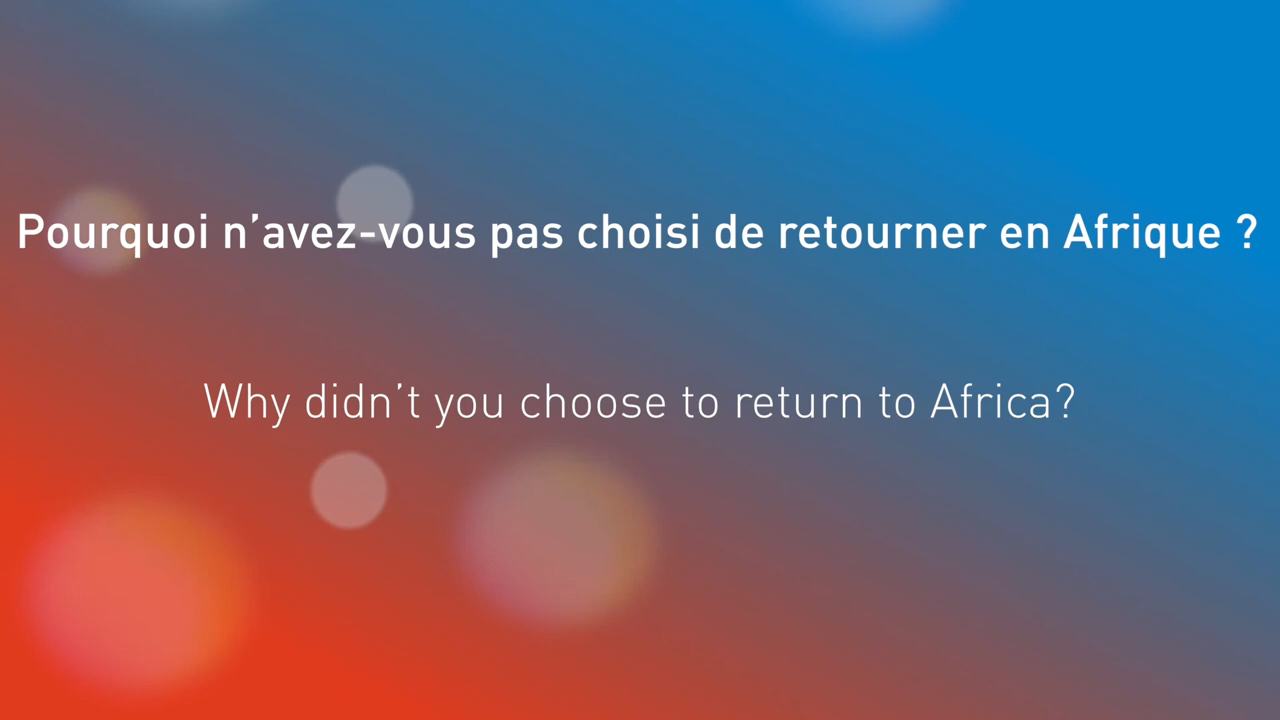 Pourquoi n’avez-vous pas choisi de retourner en Afrique ?
Why didn’t you choose to return to Africa?